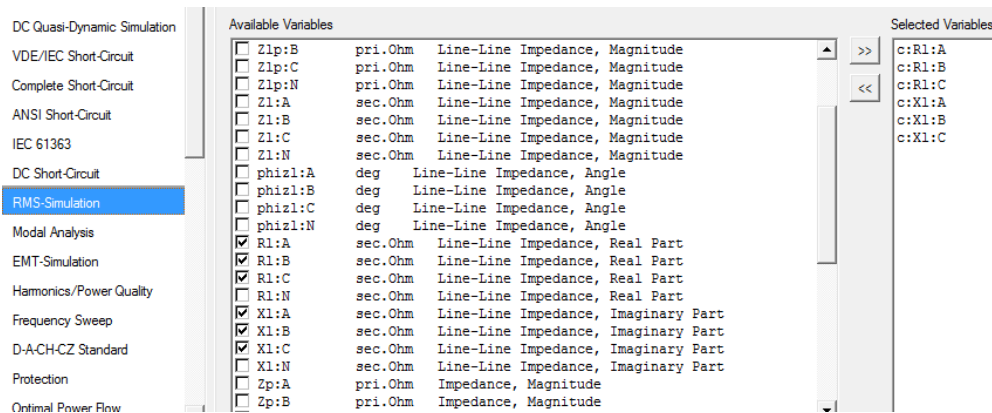 DC Quasi-Dynamic Simulation
VDE/IEC Short-Circuit
Complete Short-Circuit
ANSI Short-Circuit
IEC 61363
DC Short-Circuit
RMS-Simulation
Modal Analysis
EMT-Simulation
Harmonics/Power Quality
Frequency Sweep
D-A-CH-CZ Standard
Protection
Optimal Power Flow
Available Variables
Zlp:B pri.Ohm Line-Line Impedance, Magnitude
Zlp:C pri.Ohm Line-Line Impedance, Magnitude
Zlp:N pri.Ohm Line-Line Impedance, Magnitude
Zl:A sec.Ohm Line-Line Impedance, Magnitude
Zl:B sec.Ohm Line-Line Impedance, Magnitude
Zl:C sec.Ohm Line-Line Impedance, Magnitude
Zl:N sec.Ohm Line-Line Impedance, Magnitude
phizl:A deg Line-Line Impedance, Angle
phizl:B deg Line-Line Impedance, Angle
phizl:C deg Line-Line Impedance, Angle
phizl:N deg Line-Line Impedance, Angle
Rl:A sec.Ohm Line-Line Impedance, Real Part
Rl:B sec.Ohm Line-Line Impedance, Real Part
Rl:C sec.Ohm Line-Line Impedance, Real Part
Rl:N sec.Ohm Line-Line Impedance, Real Part
Xl:A sec.Ohm Line-Line Impedance, Imaginary Part
Xl:B sec.Ohm Line-Line Impedance, Imaginary Part
Xl:C sec.Ohm Line-Line Impedance, Imaginary Part
Xl:N sec.Ohm Line-Line Impedance, Imaginary Part
Zp:A pri.Ohm Impedance, Magnitude
Zp:B pri.Ohm Impedance, Magnitude
>>
<<
Selected Variables
c:Rl:A
c:Rl:B
c:Rl:C
c:Xl:A
c:Xl:B
c:Xl:C